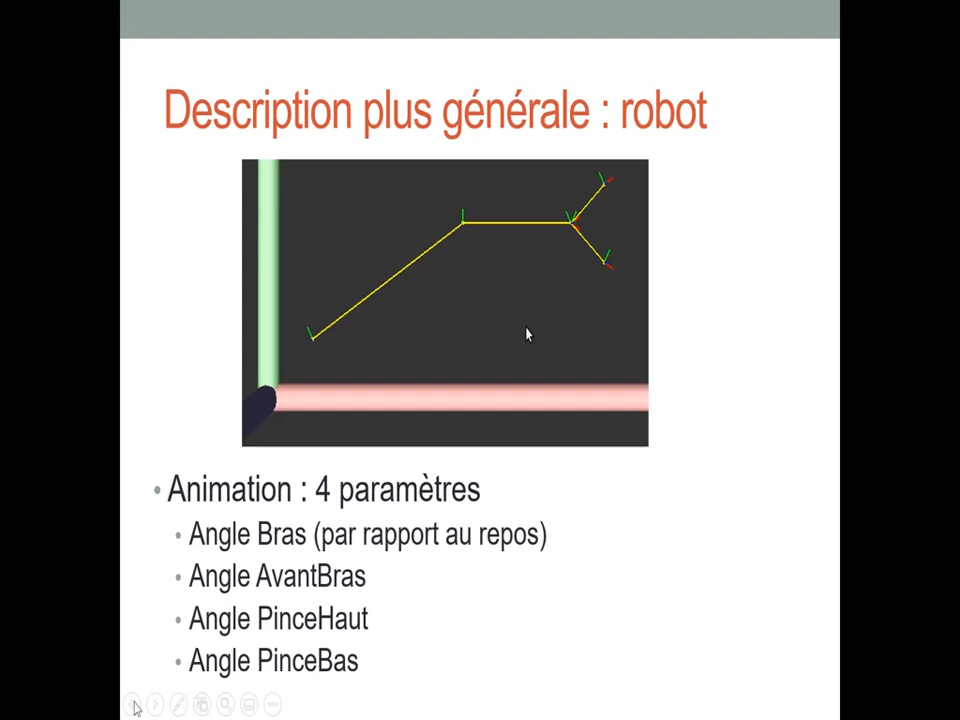 Description plus générale : robot
• Animation : 4 paramètres
• Angle Bras (par rapport au repos)
• Angle AvantBras
• Angle PinceHaut
• Angle PinceBas